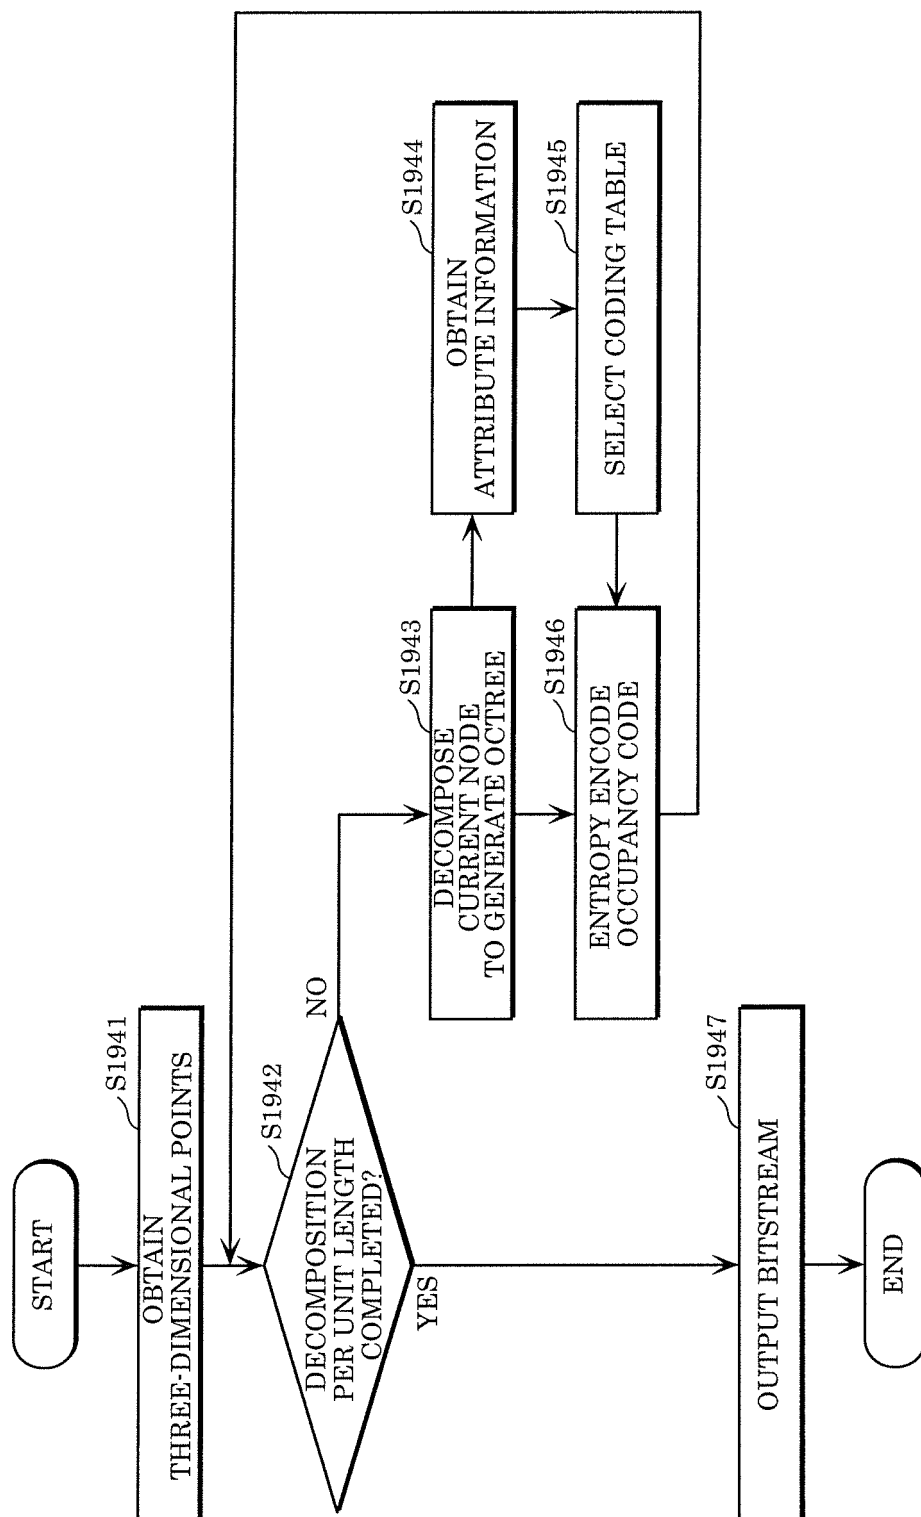 START
S1941
OBTAIN
THREE-DIMENSIONAL POINTS
S1942
DECOMPOSITION
PER UNIT LENGTH
COMPLETED?
NO
YES
S1943
DECOMPOSE
CURRENT NODE
TO GENERATE OCTREE
S1944
OBTAIN
ATTRIBUTE INFORMATION
S1945
SELECT CODING TABLE
S1946
ENTROPY ENCODE
OCCUPANCY CODE
S1947
OUTPUT BITSTREAM
END